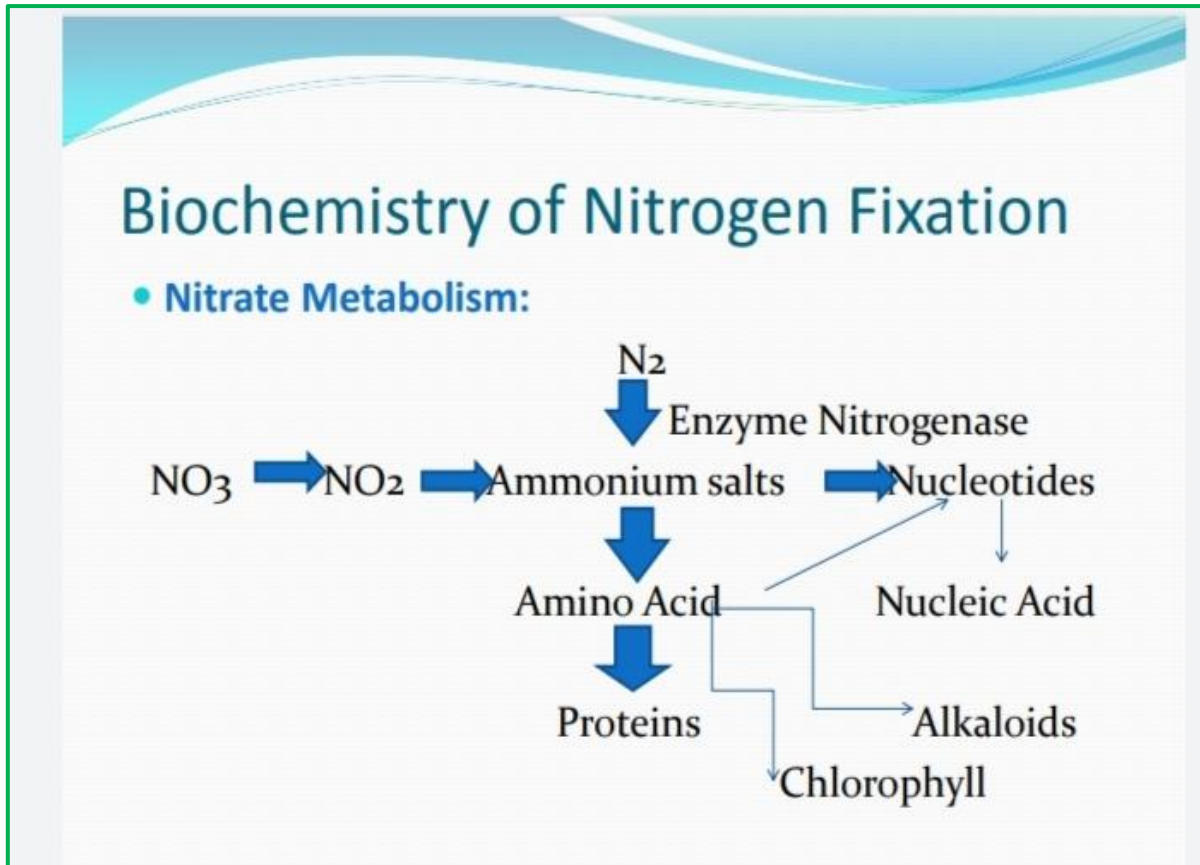 Biochemistry of Nitrogen Fixation
• Nitrate Metabolism:
N2
Enzyme Nitrogenase
NO3 NO2 Ammonium salts Nucleotides
Amino Acid Nucleic Acid
Proteins Alkaloids
Chlorophyll